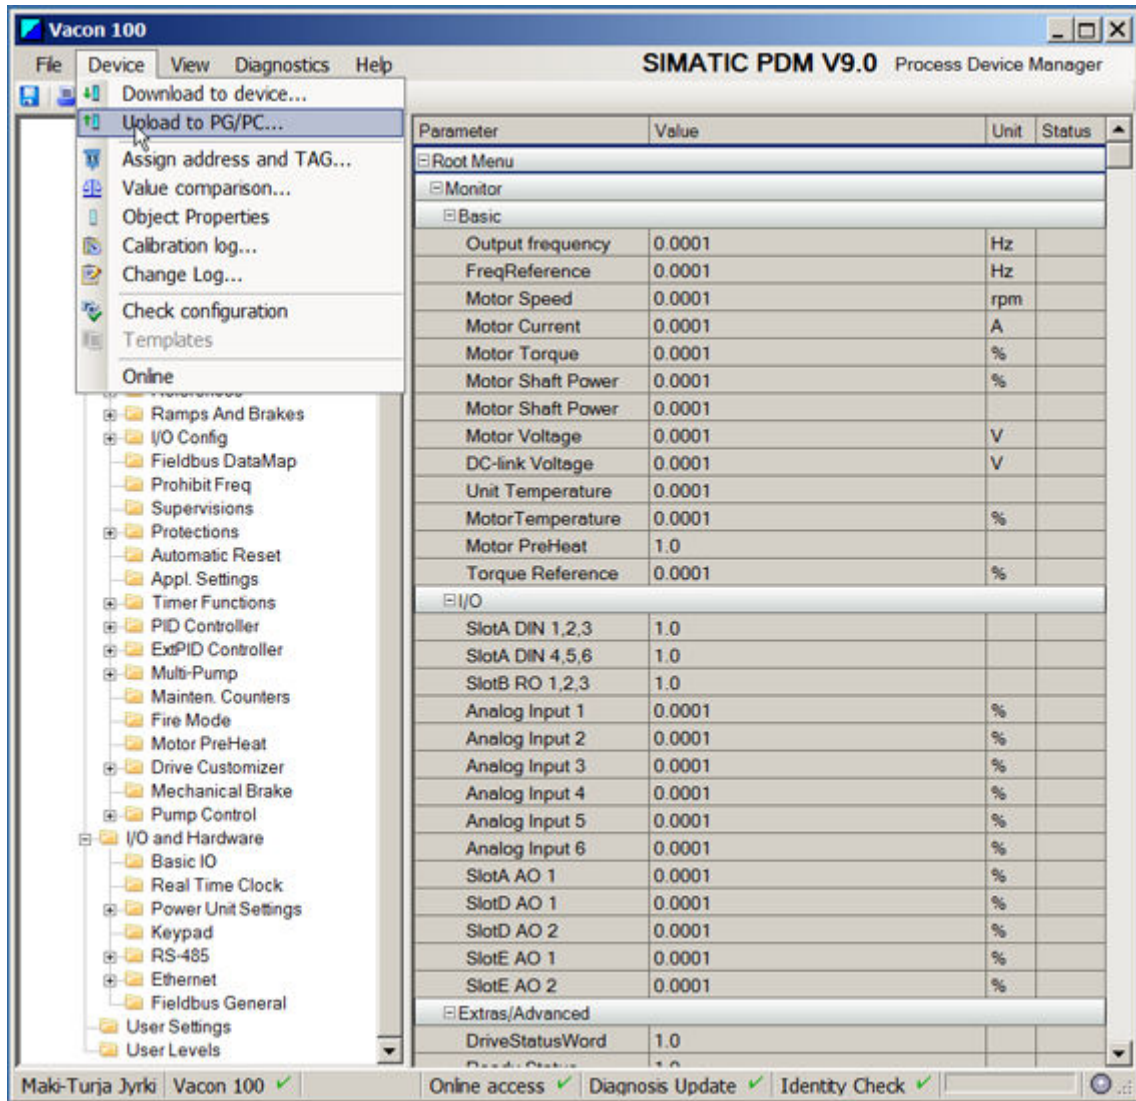 Vacon 100
File Device View Diagnostics Help SIMATIC PDM V9.0 Process Device Manager
Download to device...
Upload to PG/PC...
Assign address and TAG...
Value comparison...
Object Properties
Calibration log...
Change Log...
Check configuration
Templates
Online
Ramps And Brakes
I/O Config
Fieldbus DataMap
Prohibit Freq
Supervisions
Protections
Automatic Reset
Appl. Settings
Timer Functions
PID Controller
ExtPID Controller
Multi-Pump
Mainten. Counters
Fire Mode
Motor PreHeat
Drive Customizer
Mechanical Brake
Pump Control
I/O and Hardware
Basic IO
Real Time Clock
Power Unit Settings
Keypad
RS-485
Ethernet
Fieldbus General
User Settings
User Levels
Parameter Value Unit Status
Root Menu
Monitor
Basic
Output frequency 0.0001 Hz
FreqReference 0.0001 Hz
Motor Speed 0.0001 rpm
Motor Current 0.0001 A
Motor Torque 0.0001 %
Motor Shaft Power 0.0001 %
Motor Shaft Power 0.0001
Motor Voltage 0.0001 V
DC-link Voltage 0.0001 V
Unit Temperature 0.0001
MotorTemperature 0.0001 %
Motor PreHeat 1.0
Torque Reference 0.0001 %
I/O
SlotA DIN 1,2,3 1.0
SlotA DIN 4,5,6 1.0
SlotB RO 1,2,3 1.0
Analog Input 1 0.0001 %
Analog Input 2 0.0001 %
Analog Input 3 0.0001 %
Analog Input 4 0.0001 %
Analog Input 5 0.0001 %
Analog Input 6 0.0001 %
SlotA AO 1 0.0001 %
SlotD AO 1 0.0001 %
SlotD AO 2 0.0001 %
SlotE AO 1 0.0001 %
SlotE AO 2 0.0001 %
Extras/Advanced
DriveStatusWord 1.0
Maki-Turja Jyrki Vacon 100 Online access Diagnosis Update Identity Check